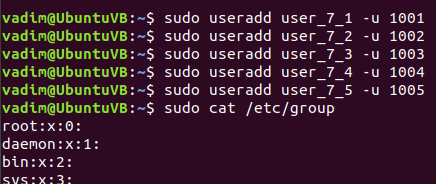 vadim@UbuntuVB:~$ sudo useradd user_7_1 -u 1001
vadim@UbuntuVB:~$ sudo useradd user_7_2 -u 1002
vadim@UbuntuVB:~$ sudo useradd user_7_3 -u 1003
vadim@UbuntuVB:~$ sudo useradd user_7_4 -u 1004
vadim@UbuntuVB:~$ sudo useradd user_7_5 -u 1005
vadim@UbuntuVB:~$ sudo cat /etc/group
root:x:0:
daemon:x:1:
bin:x:2:
sys:x:3: